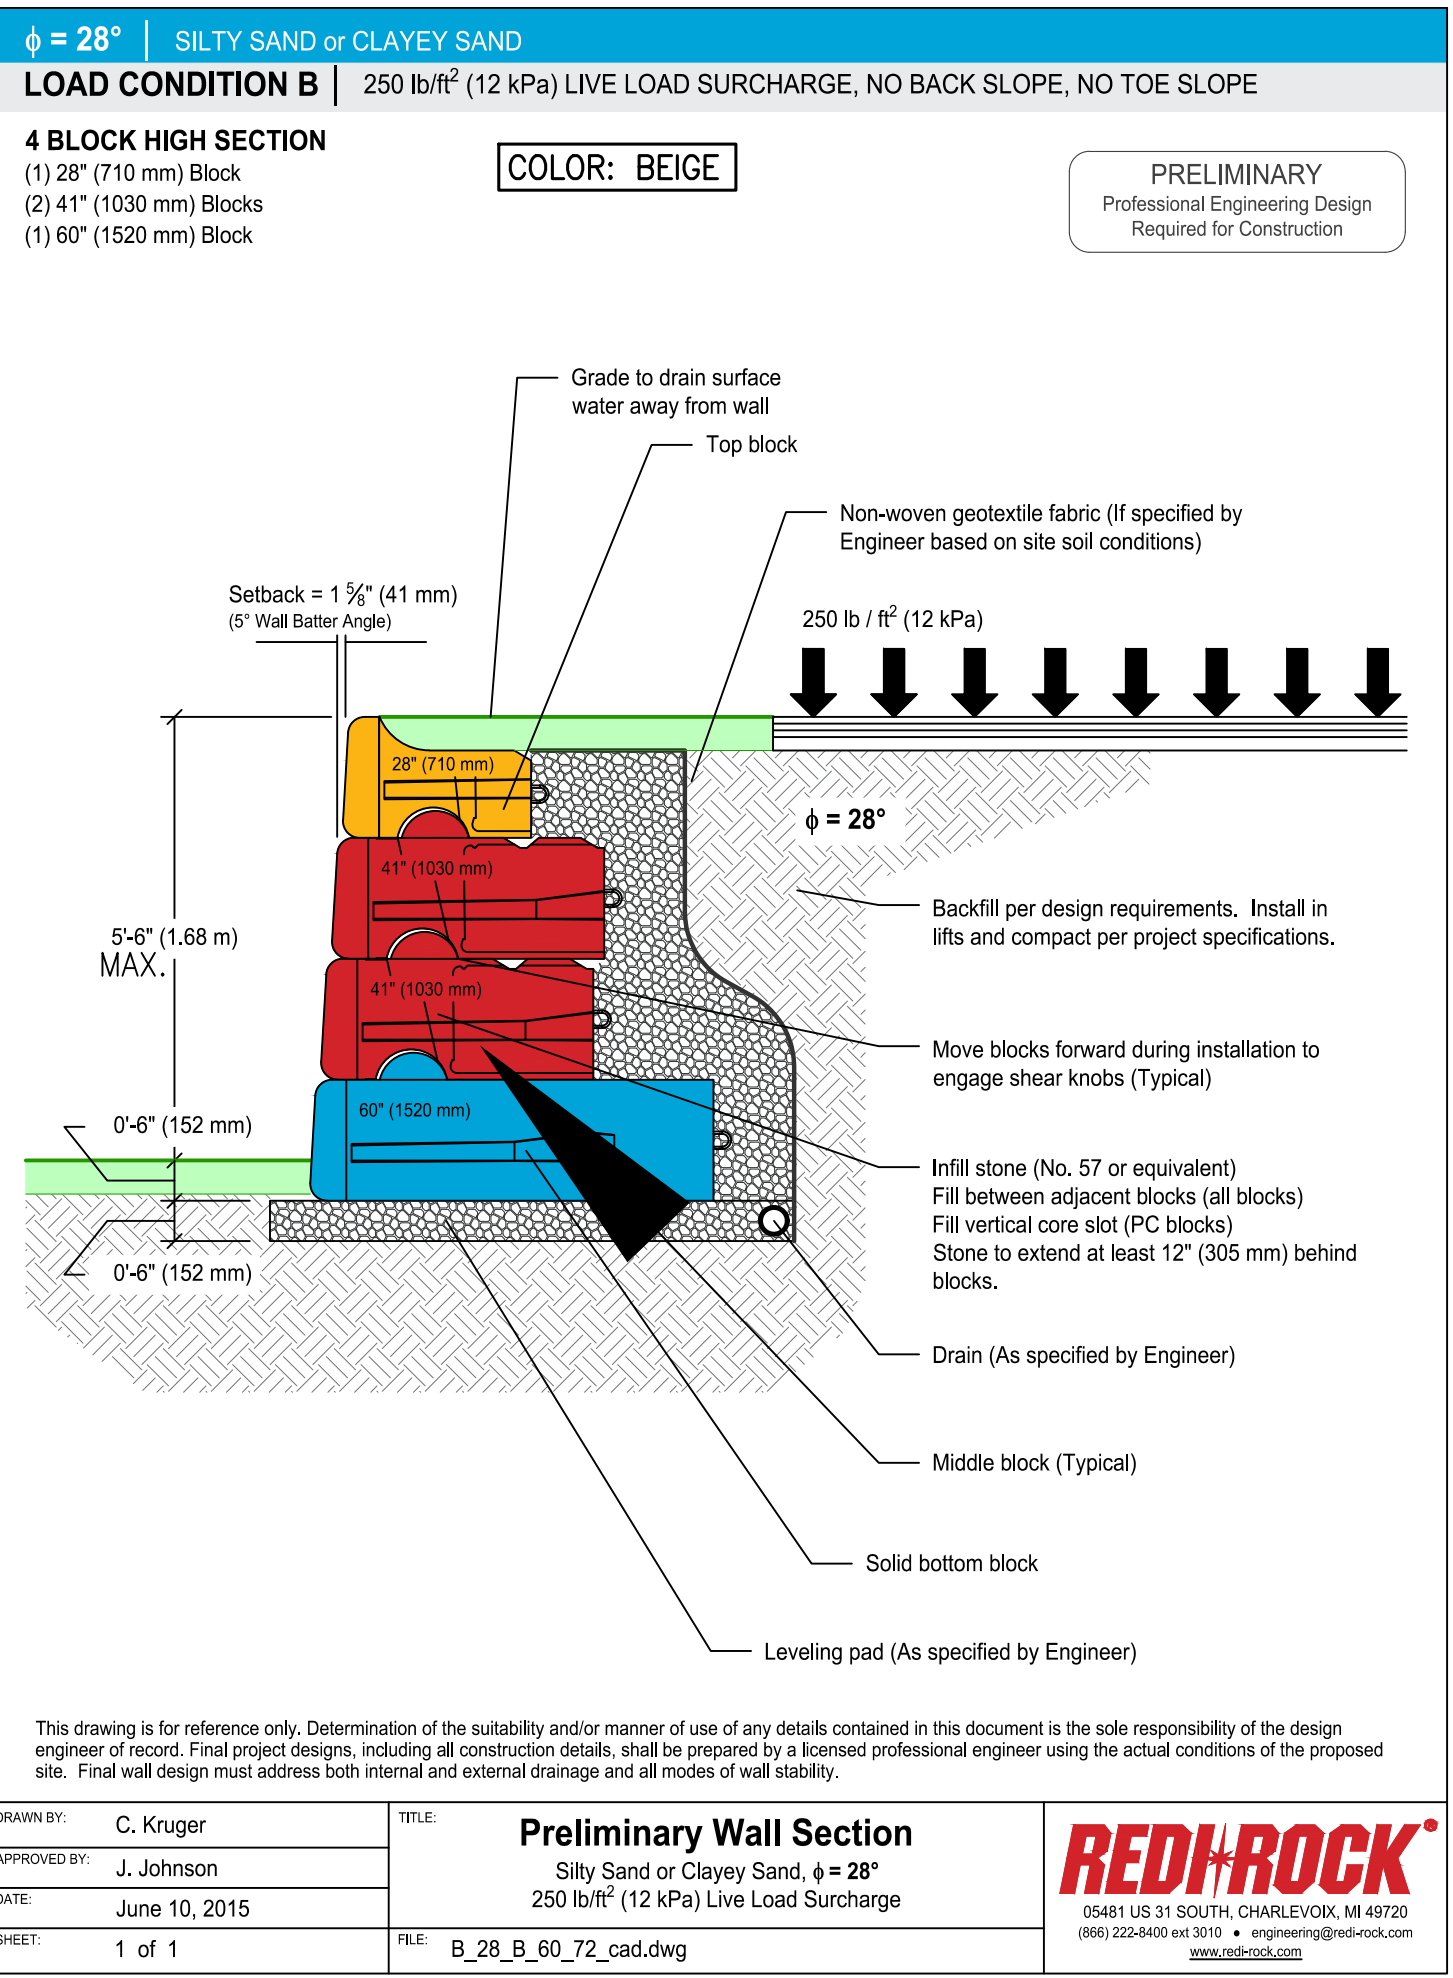 ϕ = 28° | SILTY SAND or CLAYEY SAND
LOAD CONDITION B | 250 lb/ft² (12 kPa) LIVE LOAD SURCHARGE, NO BACK SLOPE, NO TOE SLOPE
4 BLOCK HIGH SECTION
(1) 28" (710 mm) Block
(2) 41" (1030 mm) Blocks
(1) 60" (1520 mm) Block
COLOR: BEIGE
PRELIMINARY
Professional Engineering Design
Required for Construction
Grade to drain surface
water away from wall
Top block
Non-woven geotextile fabric (If specified by
Engineer based on site soil conditions)
Setback = 1 ⅝" (41 mm)
(5° Wall Batter Angle)
250 lb / ft² (12 kPa)
28" (710 mm)
ϕ = 28°
41" (1030 mm)
Backfill per design requirements. Install in
lifts and compact per project specifications.
5'-6" (1.68 m)
MAX.
41" (1030 mm)
Move blocks forward during installation to
engage shear knobs (Typical)
60" (1520 mm)
0'-6" (152 mm)
Infill stone (No. 57 or equivalent)
Fill between adjacent blocks (all blocks)
Fill vertical core slot (PC blocks)
Stone to extend at least 12" (305 mm) behind
blocks.
0'-6" (152 mm)
Drain (As specified by Engineer)
Middle block (Typical)
Solid bottom block
Leveling pad (As specified by Engineer)
This drawing is for reference only. Determination of the suitability and/or manner of use of any details contained in this document is the sole responsibility of the design
engineer of record. Final project designs, including all construction details, shall be prepared by a licensed professional engineer using the actual conditions of the proposed
site. Final wall design must address both internal and external drainage and all modes of wall stability.
DRAWN BY: C. Kruger
APPROVED BY: J. Johnson
DATE: June 10, 2015
SHEET: 1 of 1
TITLE: Preliminary Wall Section
Silty Sand or Clayey Sand, ϕ = 28°
250 lb/ft² (12 kPa) Live Load Surcharge
FILE: B_28_B_60_72_cad.dwg
REDI-ROCK®
05481 US 31 SOUTH, CHARLEVOIX, MI 49720
(866) 222-8400 ext 3010 • engineering@redi-rock.com
www.redi-rock.com